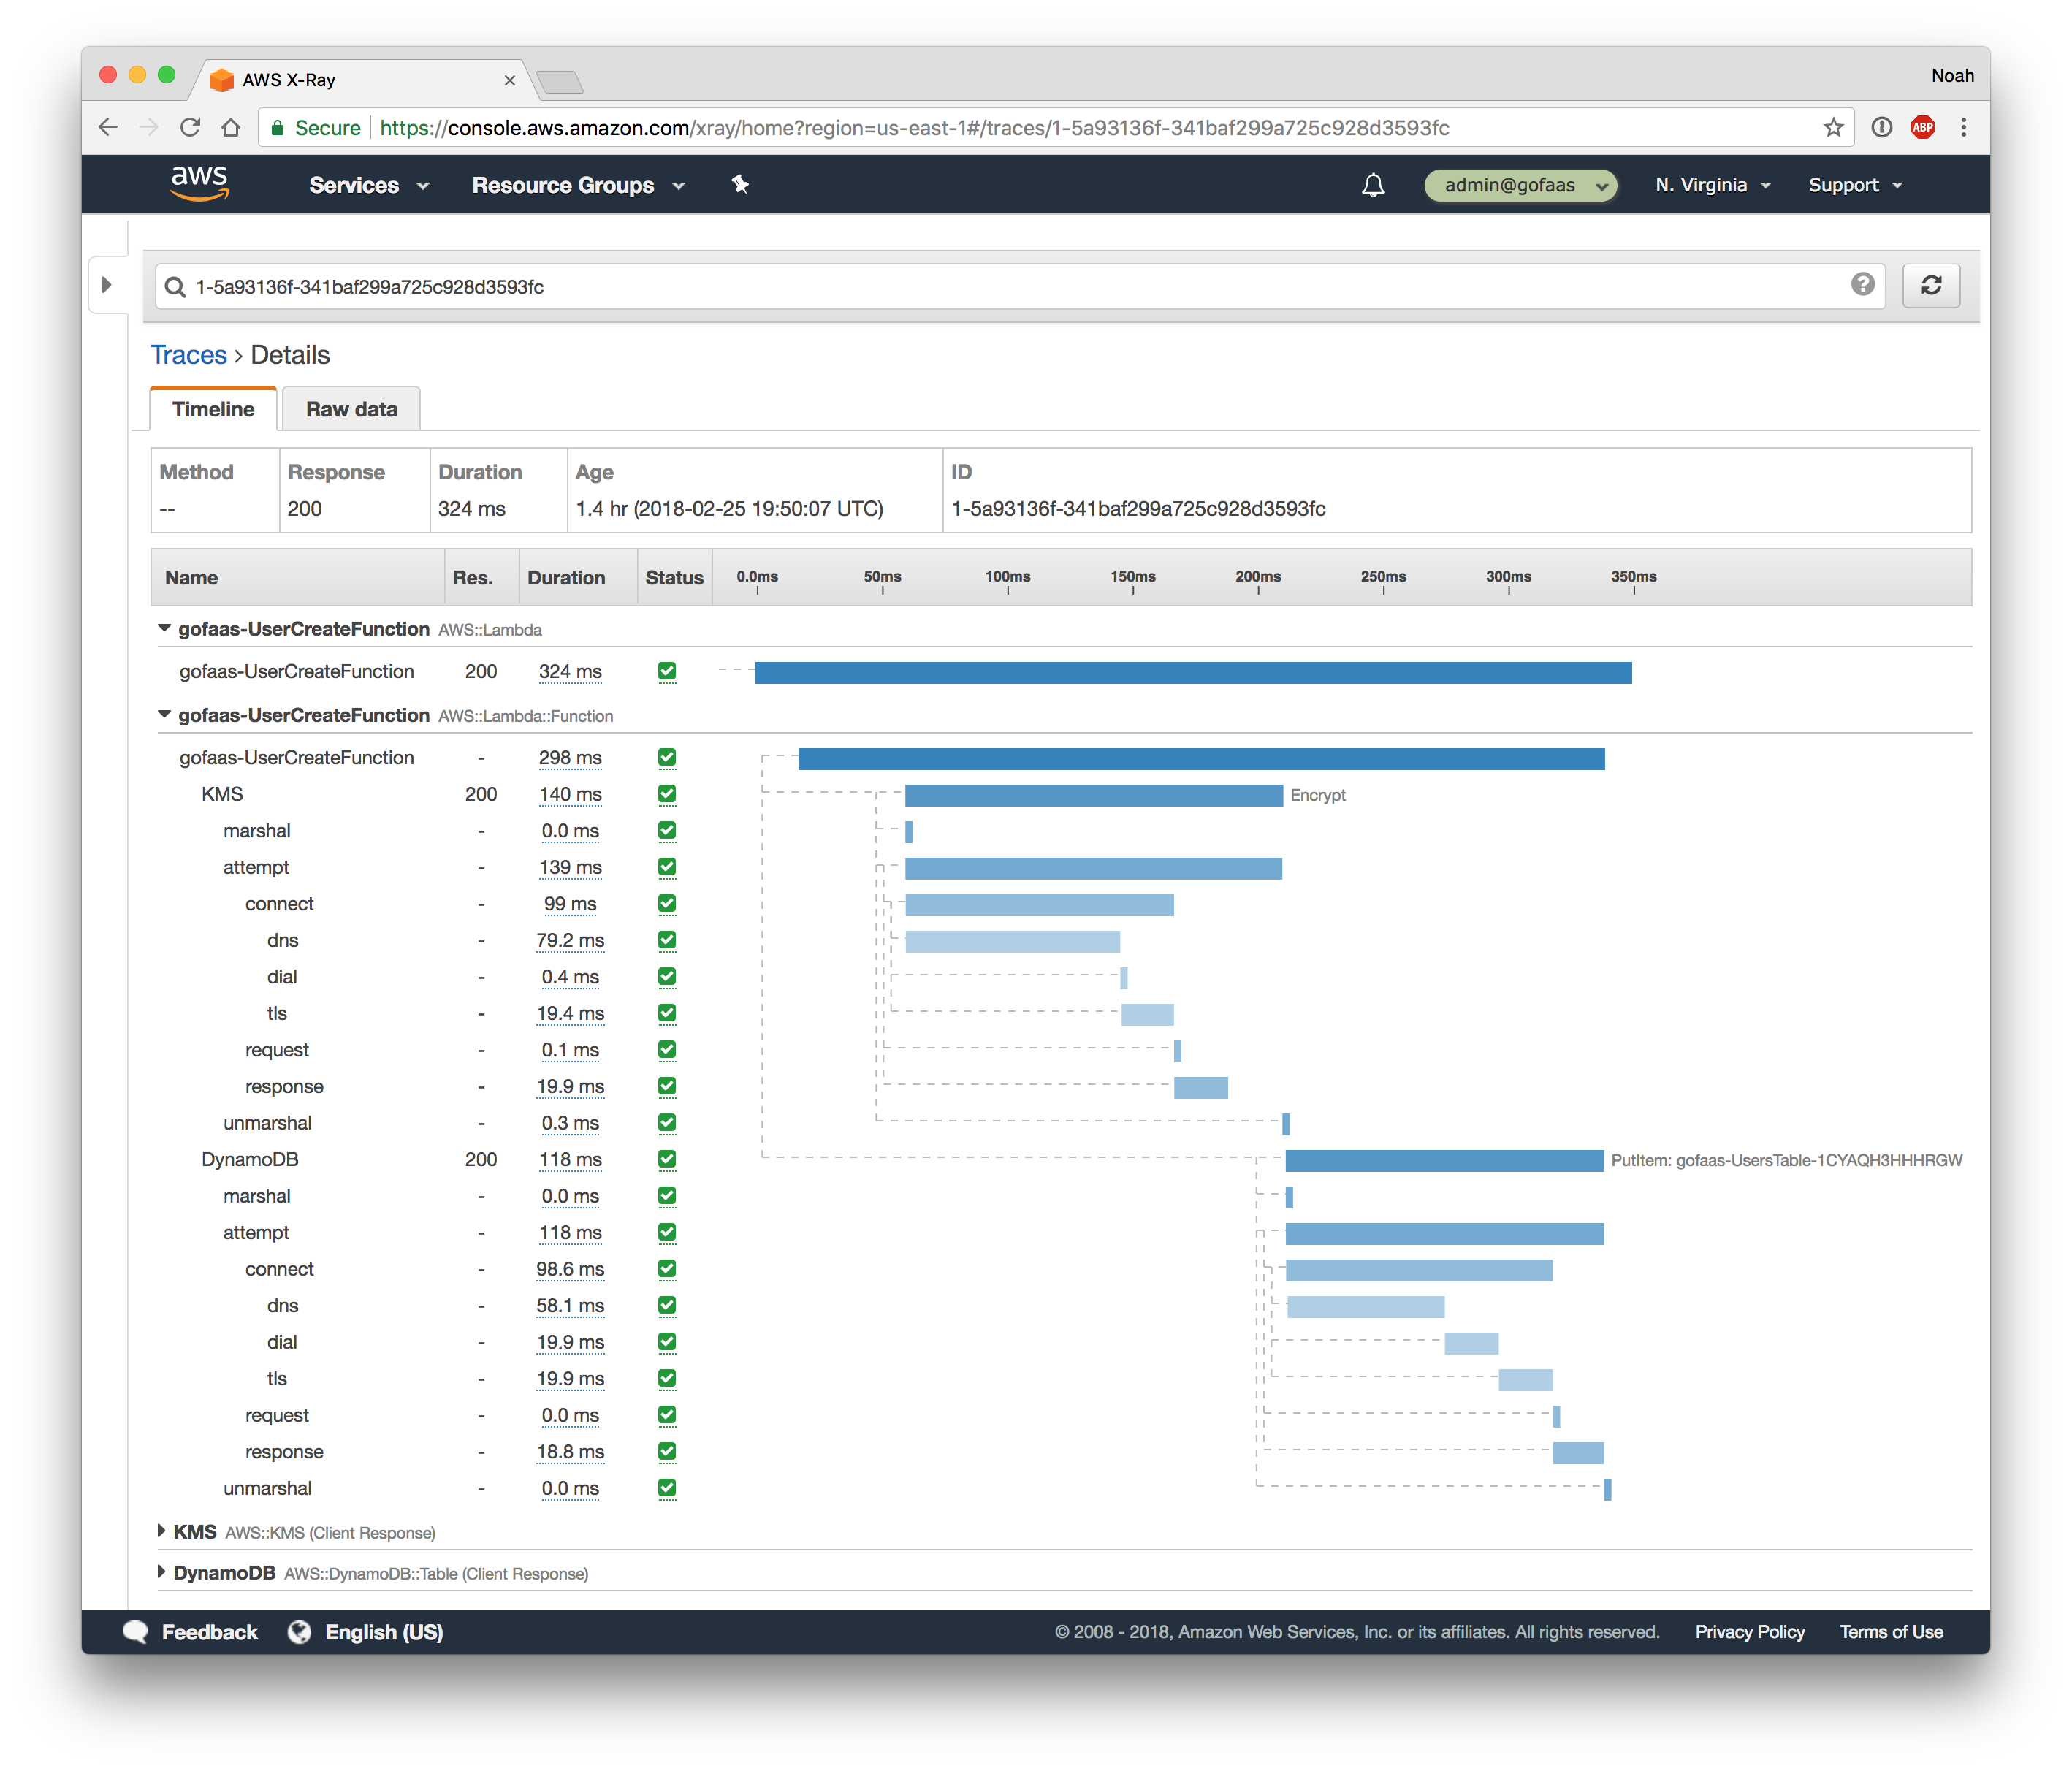 AWS X-Ray
Noah
Secure https://console.aws.amazon.com/xray/home?region=us-east-1#/traces/1-5a93136f-341baf299a725c928d3593fc
ABP
aws Services Resource Groups admin@gofaas N. Virginia Support
1-5a93136f-341baf299a725c928d3593fc ?
Traces > Details
Timeline Raw data
Method Response Duration Age ID
-- 200 324 ms 1.4 hr (2018-02-25 19:50:07 UTC) 1-5a93136f-341baf299a725c928d3593fc
Name Res. Duration Status 0.0ms 50ms 100ms 150ms 200ms 250ms 300ms 350ms
gofaas-UserCreateFunction AWS::Lambda
gofaas-UserCreateFunction 200 324 ms
gofaas-UserCreateFunction AWS::Lambda::Function
gofaas-UserCreateFunction - 298 ms
KMS 200 140 ms Encrypt
marshal - 0.0 ms
attempt - 139 ms
connect - 99 ms
dns - 79.2 ms
dial - 0.4 ms
tls - 19.4 ms
request - 0.1 ms
response - 19.9 ms
unmarshal - 0.3 ms
DynamoDB 200 118 ms PutItem: gofaas-UsersTable-1CYAQH3HHHRGW
marshal - 0.0 ms
attempt - 118 ms
connect - 98.6 ms
dns - 58.1 ms
dial - 19.9 ms
tls - 19.9 ms
request - 0.0 ms
response - 18.8 ms
unmarshal - 0.0 ms
KMS AWS::KMS (Client Response)
DynamoDB AWS::DynamoDB::Table (Client Response)
Feedback English (US) © 2008 - 2018, Amazon Web Services, Inc. or its affiliates. All rights reserved. Privacy Policy Terms of Use